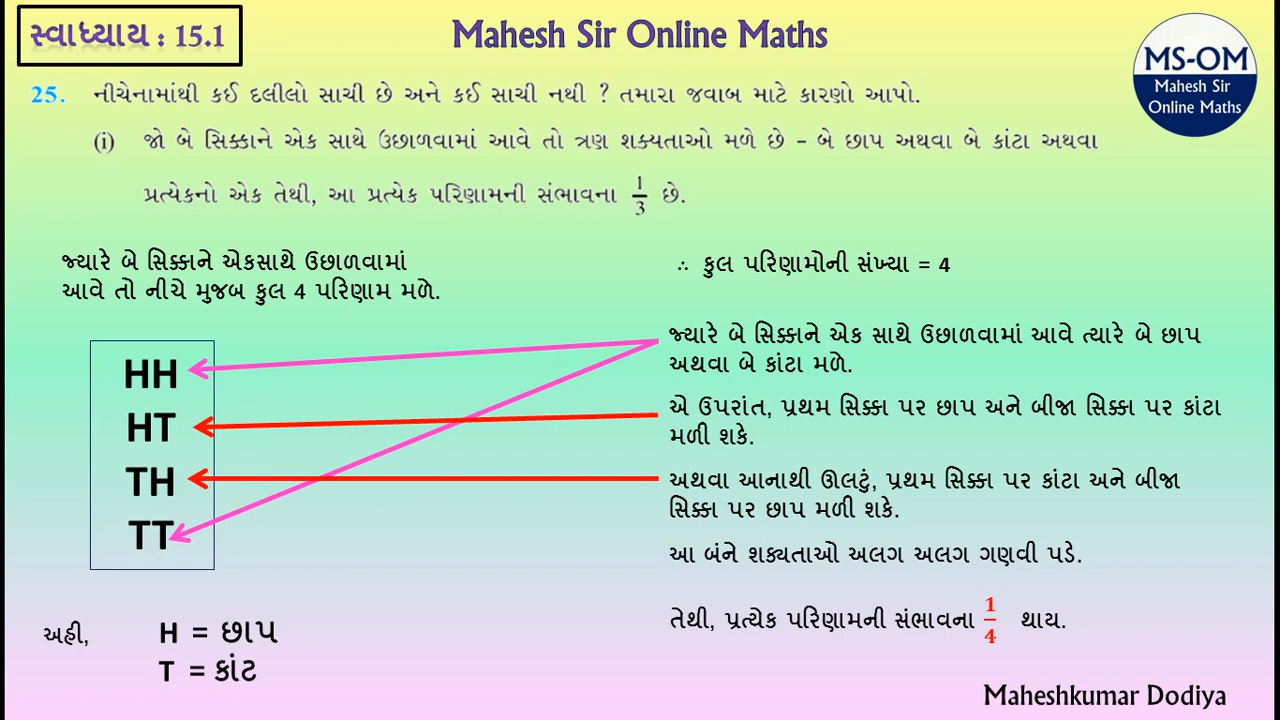 સ્વાધ્યાય : 15.1
Mahesh Sir Online Maths
MS-OM
Mahesh Sir
Online Maths
25. નીચેનામાંથી કઈ દલીલો સાચી છે અને કઈ સાચી નથી ? તમારા જવાબ માટે કારણો આપો.
(i) જો બે સિક્કાને એક સાથે ઉછાળવામાં આવે તો ત્રણ શક્યતાઓ મળે છે – બે છાપ અથવા બે કાંટા અથવા
પ્રત્યેકનો એક તેથી, આ પ્રત્યેક પરિણામની સંભાવના 1/3 છે.
જ્યારે બે સિક્કાને એકસાથે ઉછાળવામાં
આવે તો નીચે મુજબ કુલ 4 પરિણામ મળે.
HH
HT
TH
TT
અહી, H = છાપ
T = કાંટ
∴ કુલ પરિણામોની સંખ્યા = 4
જ્યારે બે સિક્કાને એક સાથે ઉછાળવામાં આવે ત્યારે બે છાપ
અથવા બે કાંટા મળે.
એ ઉપરાંત, પ્રથમ સિક્કા પર છાપ અને બીજા સિક્કા પર કાંટા
મળી શકે.
અથવા આનાથી ઊલટું, પ્રથમ સિક્કા પર કાંટા અને બીજા
સિક્કા પર છાપ મળી શકે.
આ બંને શક્યતાઓ અલગ અલગ ગણવી પડે.
તેથી, પ્રત્યેક પરિણામની સંભાવના 1/4 થાય.
Maheshkumar Dodiya